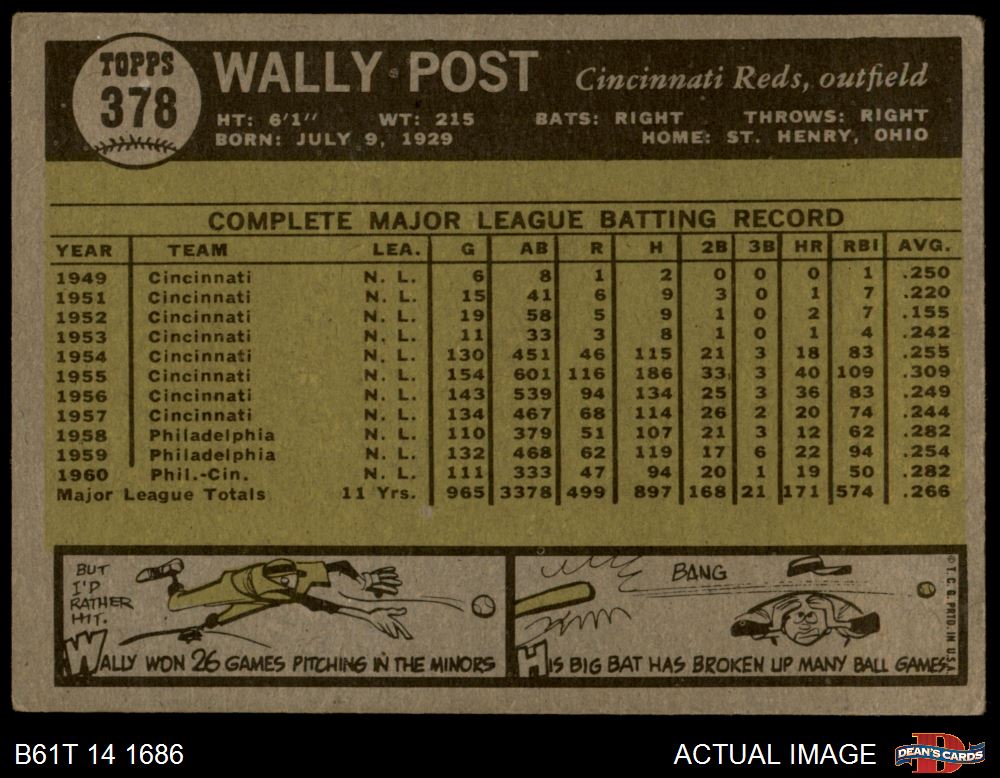 TOPPS
378
WALLY POST Cincinnati Reds, outfield
HT: 6'1" WT: 215 BATS: RIGHT THROWS: RIGHT
BORN: JULY 9, 1929 HOME: ST. HENRY, OHIO
COMPLETE MAJOR LEAGUE BATTING RECORD
YEAR TEAM LEA. G AB R H 2B 3B HR RBI AVG.
1949 Cincinnati N. L. 6 8 1 2 0 0 0 1 .250
1951 Cincinnati N. L. 15 41 6 9 3 0 1 7 .220
1952 Cincinnati N. L. 19 58 5 9 1 0 2 7 .155
1953 Cincinnati N. L. 11 33 3 8 1 0 1 4 .242
1954 Cincinnati N. L. 130 451 46 115 21 3 18 83 .255
1955 Cincinnati N. L. 154 601 116 186 33 3 40 109 .309
1956 Cincinnati N. L. 143 539 94 134 25 3 36 83 .249
1957 Cincinnati N. L. 134 467 68 114 26 2 20 74 .244
1958 Philadelphia N. L. 110 379 51 107 21 3 12 62 .282
1959 Philadelphia N. L. 132 468 62 119 17 6 22 94 .254
1960 Phil.-Cin. N. L. 111 333 47 94 20 1 19 50 .282
Major League Totals 11 Yrs. 965 3378 499 897 168 21 171 574 .266
BUT
I'D
RATHER
HIT.
WALLY WON 26 GAMES PITCHING IN THE MINORS
BANG
HIS BIG BAT HAS BROKEN UP MANY BALL GAMES.
© T. C. G. PRTD. IN U.S.A.
B61T 14 1686 ACTUAL IMAGE
DEAN'S CARDS